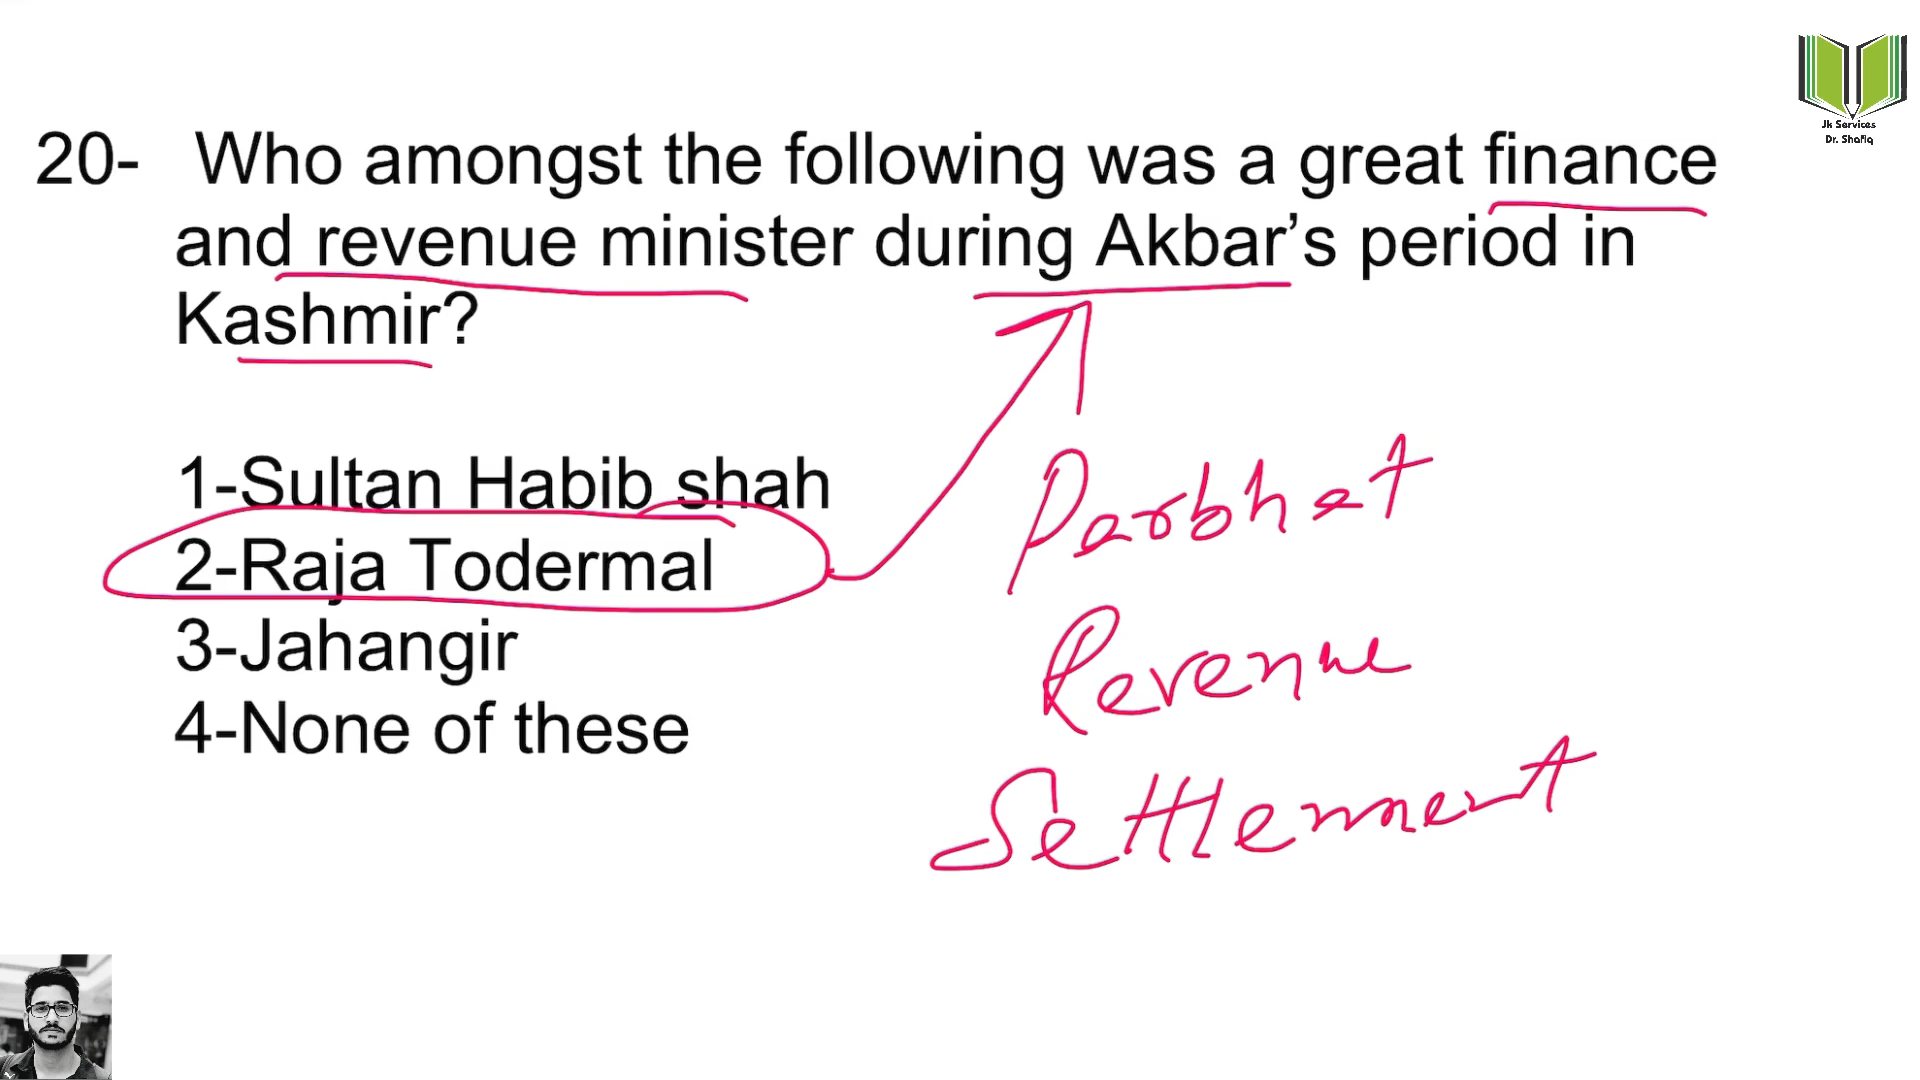 Jk Services
Dr. Shafiq
20- Who amongst the following was a great finance
and revenue minister during Akbar's period in
Kashmir?
1-Sultan Habib shah
2-Raja Todermal
3-Jahangir
4-None of these
Revenue
Settlement